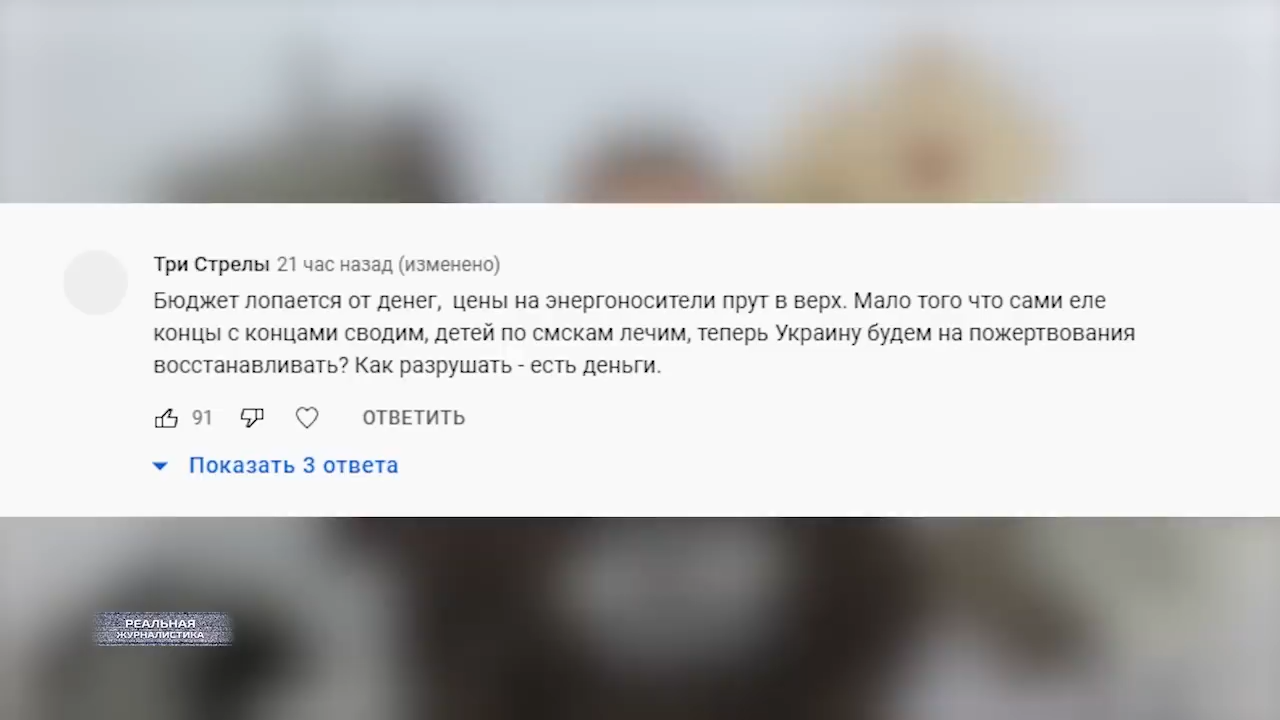 Три Стрелы 21 час назад (изменено)
Бюджет лопается от денег,  цены на энергоносители прут в верх. Мало того что сами еле
концы с концами сводим, детей по смскам лечим, теперь Украину будем на пожертвования
восстанавливать? Как разрушать - есть деньги.
91 ОТВЕТИТЬ
Показать 3 ответа
РЕАЛЬНАЯ
ЖУРНАЛИСТИКА